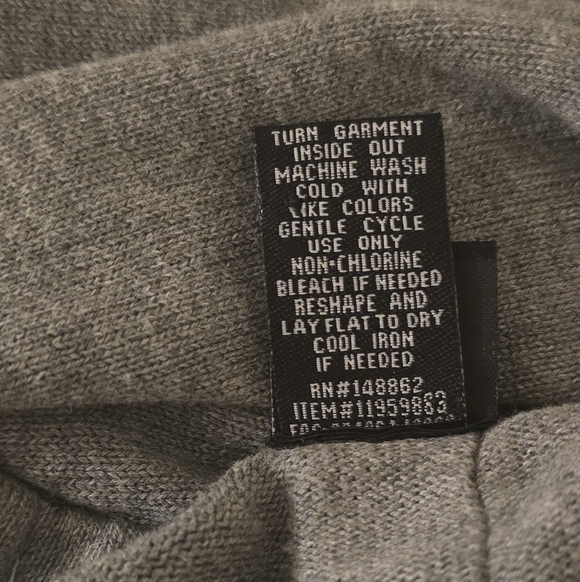 TURN GARMENT
INSIDE OUT
MACHINE WASH
COLD WITH
LIKE COLORS
GENTLE CYCLE
USE ONLY
NON-CHLORINE
BLEACH IF NEEDED
RESHAPE AND
LAY FLAT TO DRY
COOL IRON
IF NEEDED
RN#148862
ITEM#11959883